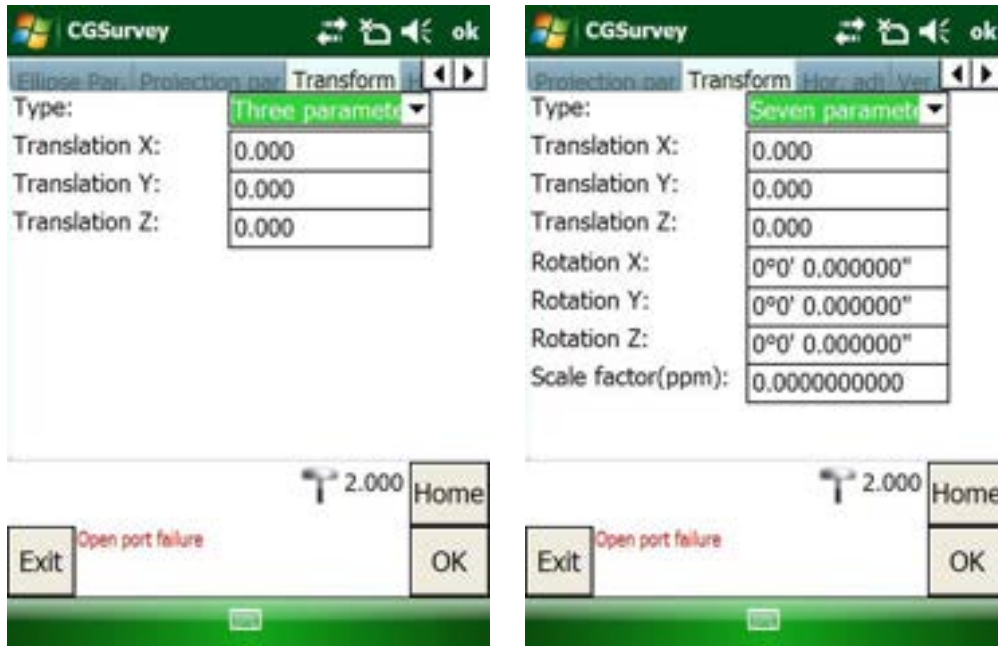 CGSurvey ok
Ellipse Par. Projection par Transform H
Type: Three paramete
Translation X: 0.000
Translation Y: 0.000
Translation Z: 0.000
2.000 Home
Exit Open port failure OK
CGSurvey ok
Projection par Transform Hor. adj Ver.
Type: Seven paramete
Translation X: 0.000
Translation Y: 0.000
Translation Z: 0.000
Rotation X: 0°0' 0.000000"
Rotation Y: 0°0' 0.000000"
Rotation Z: 0°0' 0.000000"
Scale factor(ppm): 0.0000000000
2.000 Home
Exit Open port failure OK